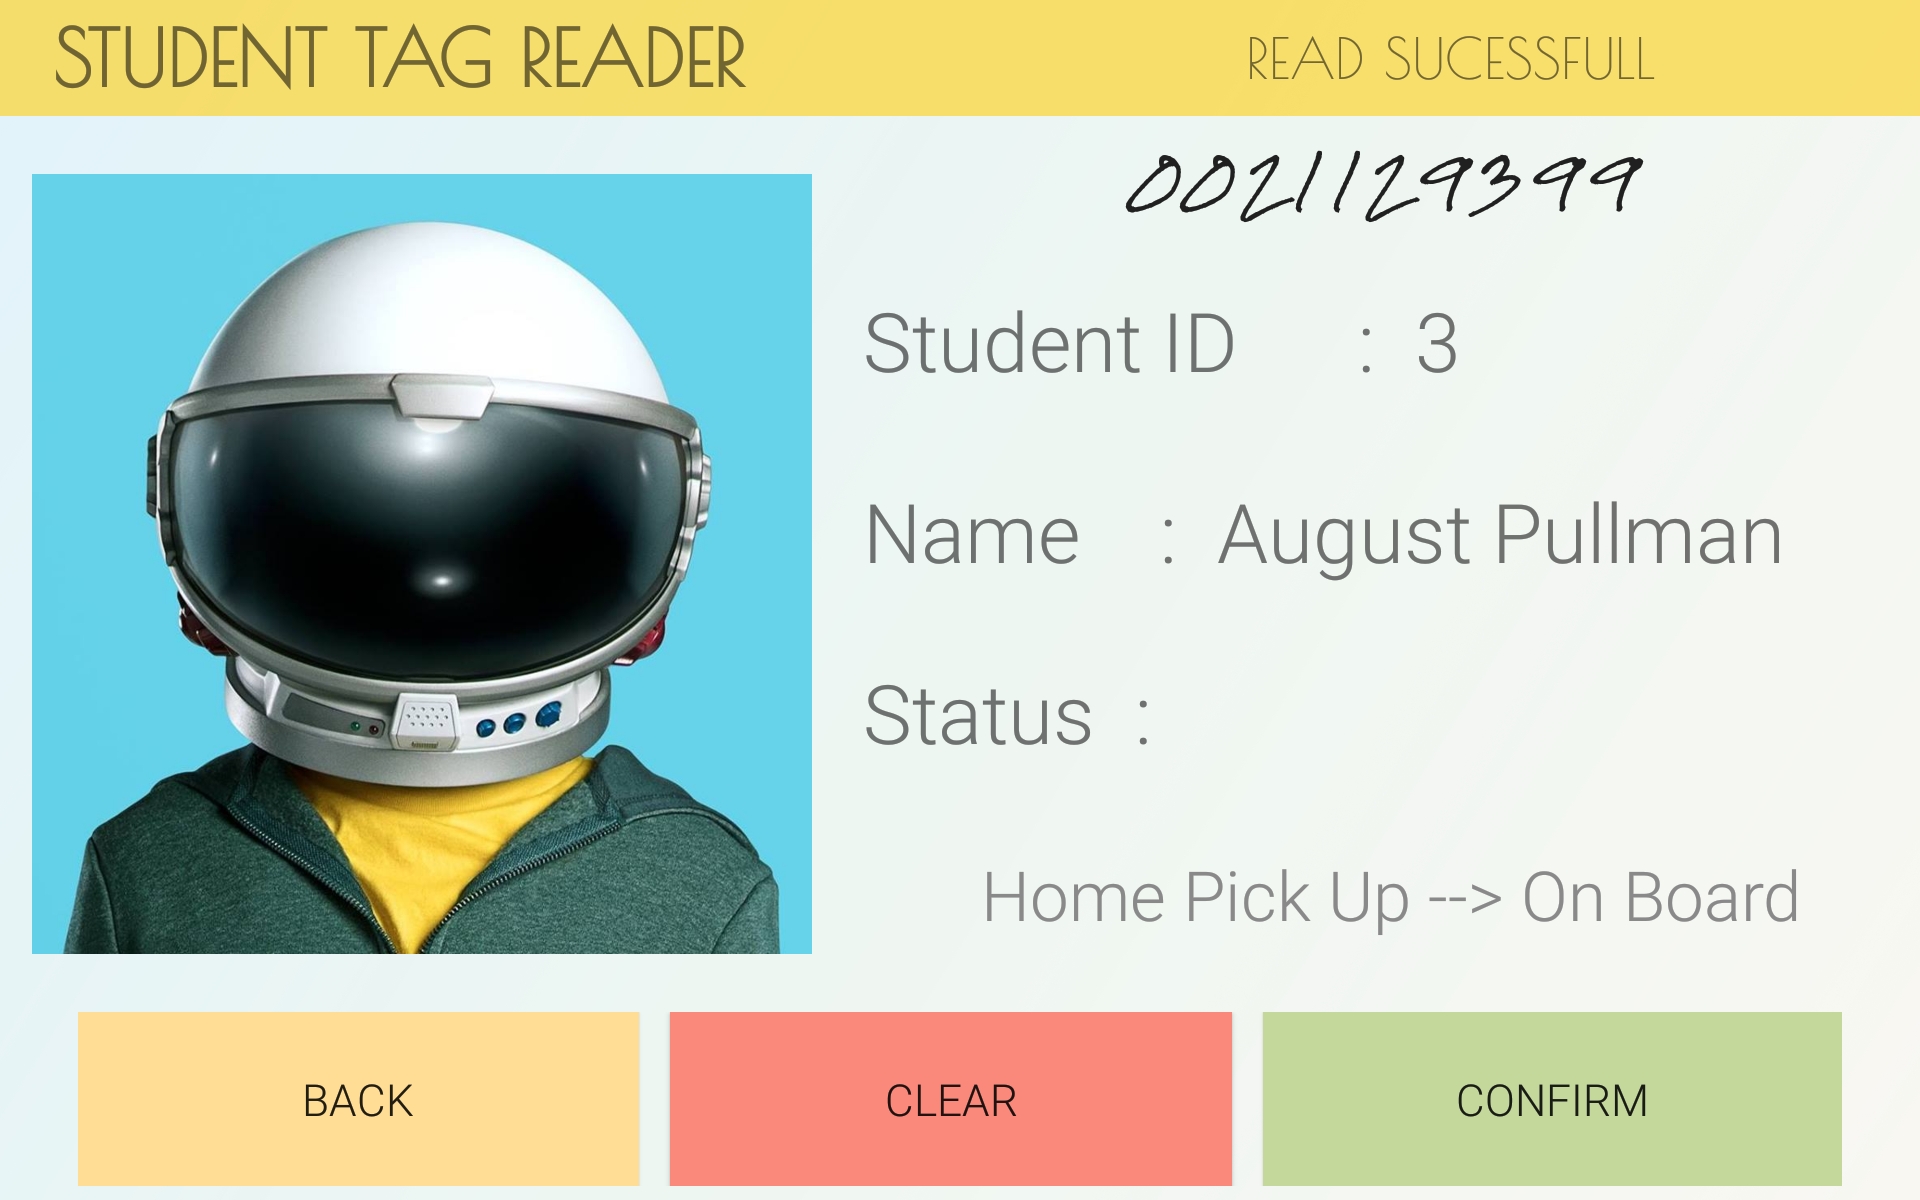 STUDENT TAG READER
READ SUCESSFULL
0021129399
Student ID : 3
Name : August Pullman
Status :
Home Pick Up --> On Board
BACK
CLEAR
CONFIRM